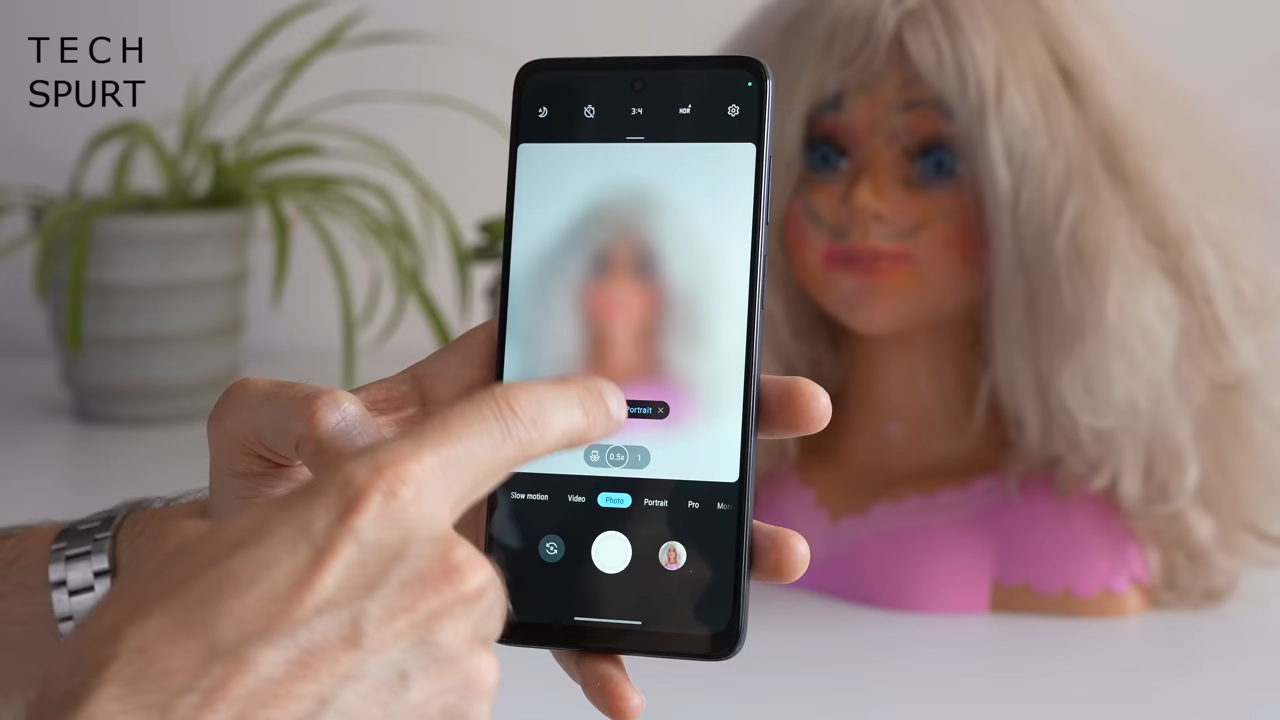 TECH
SPURT
3:4
HDR
Portrait
0.5x 1
Slow motion Video Photo Portrait Pro